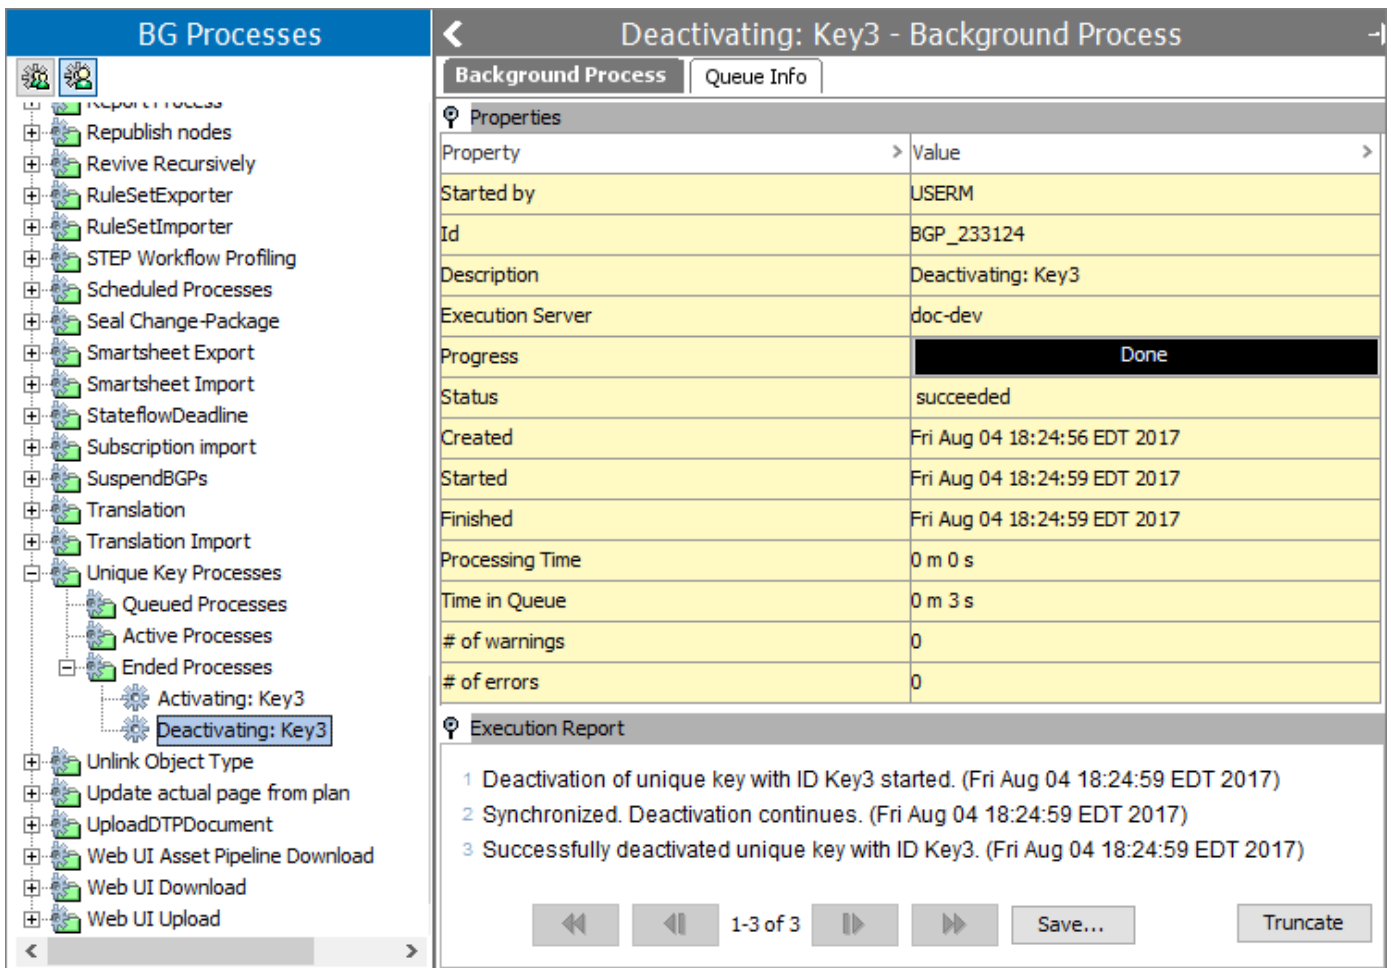 BG Processes
Report Process
Republish nodes
Revive Recursively
RuleSetExporter
RuleSetImporter
STEP Workflow Profiling
Scheduled Processes
Seal Change-Package
Smartsheet Export
Smartsheet Import
StateflowDeadline
Subscription import
SuspendBGPs
Translation
Translation Import
Unique Key Processes
Queued Processes
Active Processes
Ended Processes
Activating: Key3
Deactivating: Key3
Unlink Object Type
Update actual page from plan
UploadDTPDocument
Web UI Asset Pipeline Download
Web UI Download
Web UI Upload
Deactivating: Key3 - Background Process
Background Process Queue Info
Properties
Property > Value >
Started by USERM
Id BGP_233124
Description Deactivating: Key3
Execution Server doc-dev
Progress Done
Status succeeded
Created Fri Aug 04 18:24:56 EDT 2017
Started Fri Aug 04 18:24:59 EDT 2017
Finished Fri Aug 04 18:24:59 EDT 2017
Processing Time 0 m 0 s
Time in Queue 0 m 3 s
# of warnings 0
# of errors 0
Execution Report
1 Deactivation of unique key with ID Key3 started. (Fri Aug 04 18:24:59 EDT 2017)
2 Synchronized. Deactivation continues. (Fri Aug 04 18:24:59 EDT 2017)
3 Successfully deactivated unique key with ID Key3. (Fri Aug 04 18:24:59 EDT 2017)
1-3 of 3 Save... Truncate